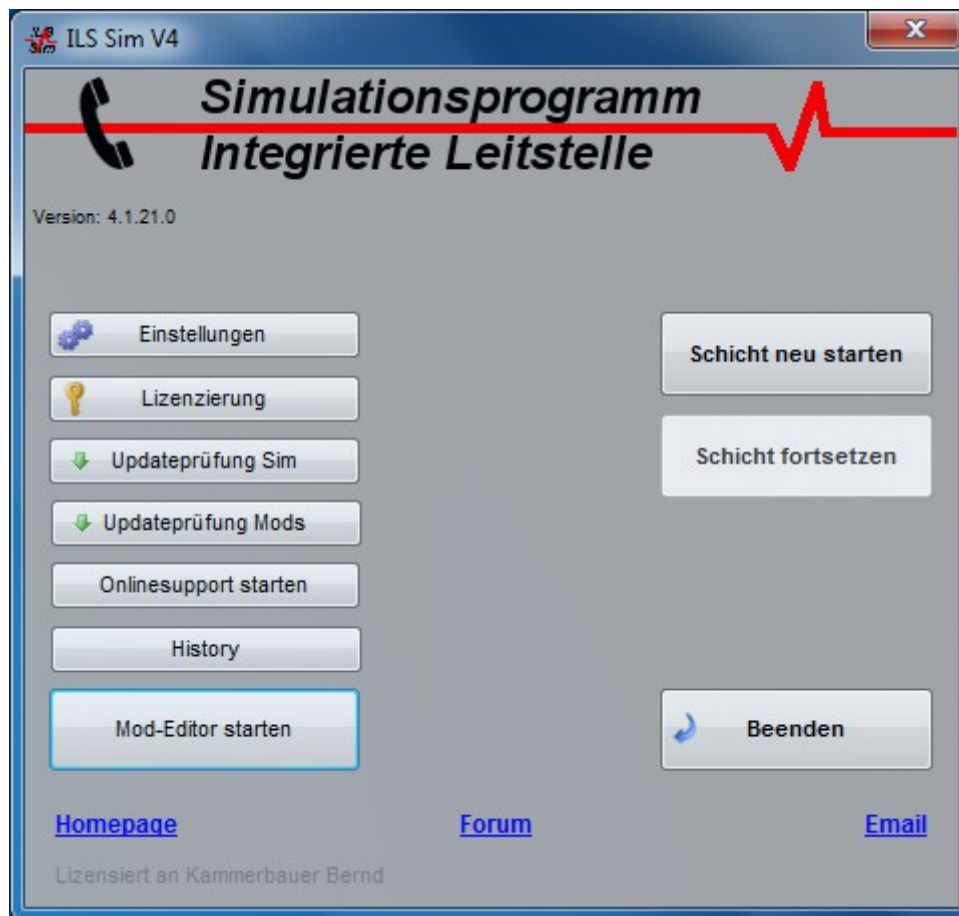 ILS Sim V4
Simulationsprogramm
Integrierte Leitstelle
Version: 4.1.21.0
Einstellungen
Lizenzierung
Updateprüfung Sim
Updateprüfung Mods
Onlinesupport starten
History
Mod-Editor starten
Schicht neu starten
Schicht fortsetzen
Beenden
Homepage
Forum
Email
Lizensiert an Kammerbauer Bernd